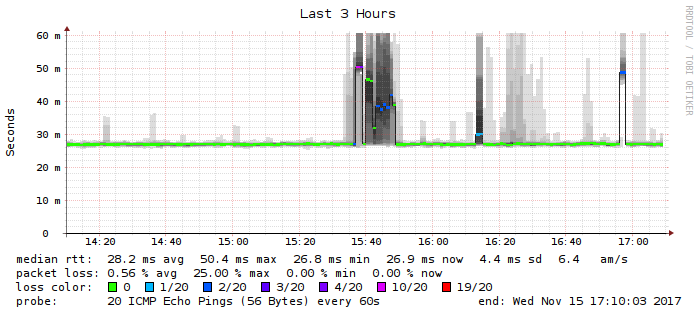 Last 3 Hours
RRDTOOL / TOBI OETIKER
Seconds
60 m
50 m
40 m
30 m
20 m
10 m
0
14:20 14:40 15:00 15:20 15:40 16:00 16:20 16:40 17:00
median rtt: 28.2 ms avg 50.4 ms max 26.8 ms min 26.9 ms now 4.4 ms sd 6.4 am/s
packet loss: 0.56 % avg 25.00 % max 0.00 % min 0.00 % now
loss color: 0 1/20 2/20 3/20 4/20 10/20 19/20
probe: 20 ICMP Echo Pings (56 Bytes) every 60s end: Wed Nov 15 17:10:03 2017